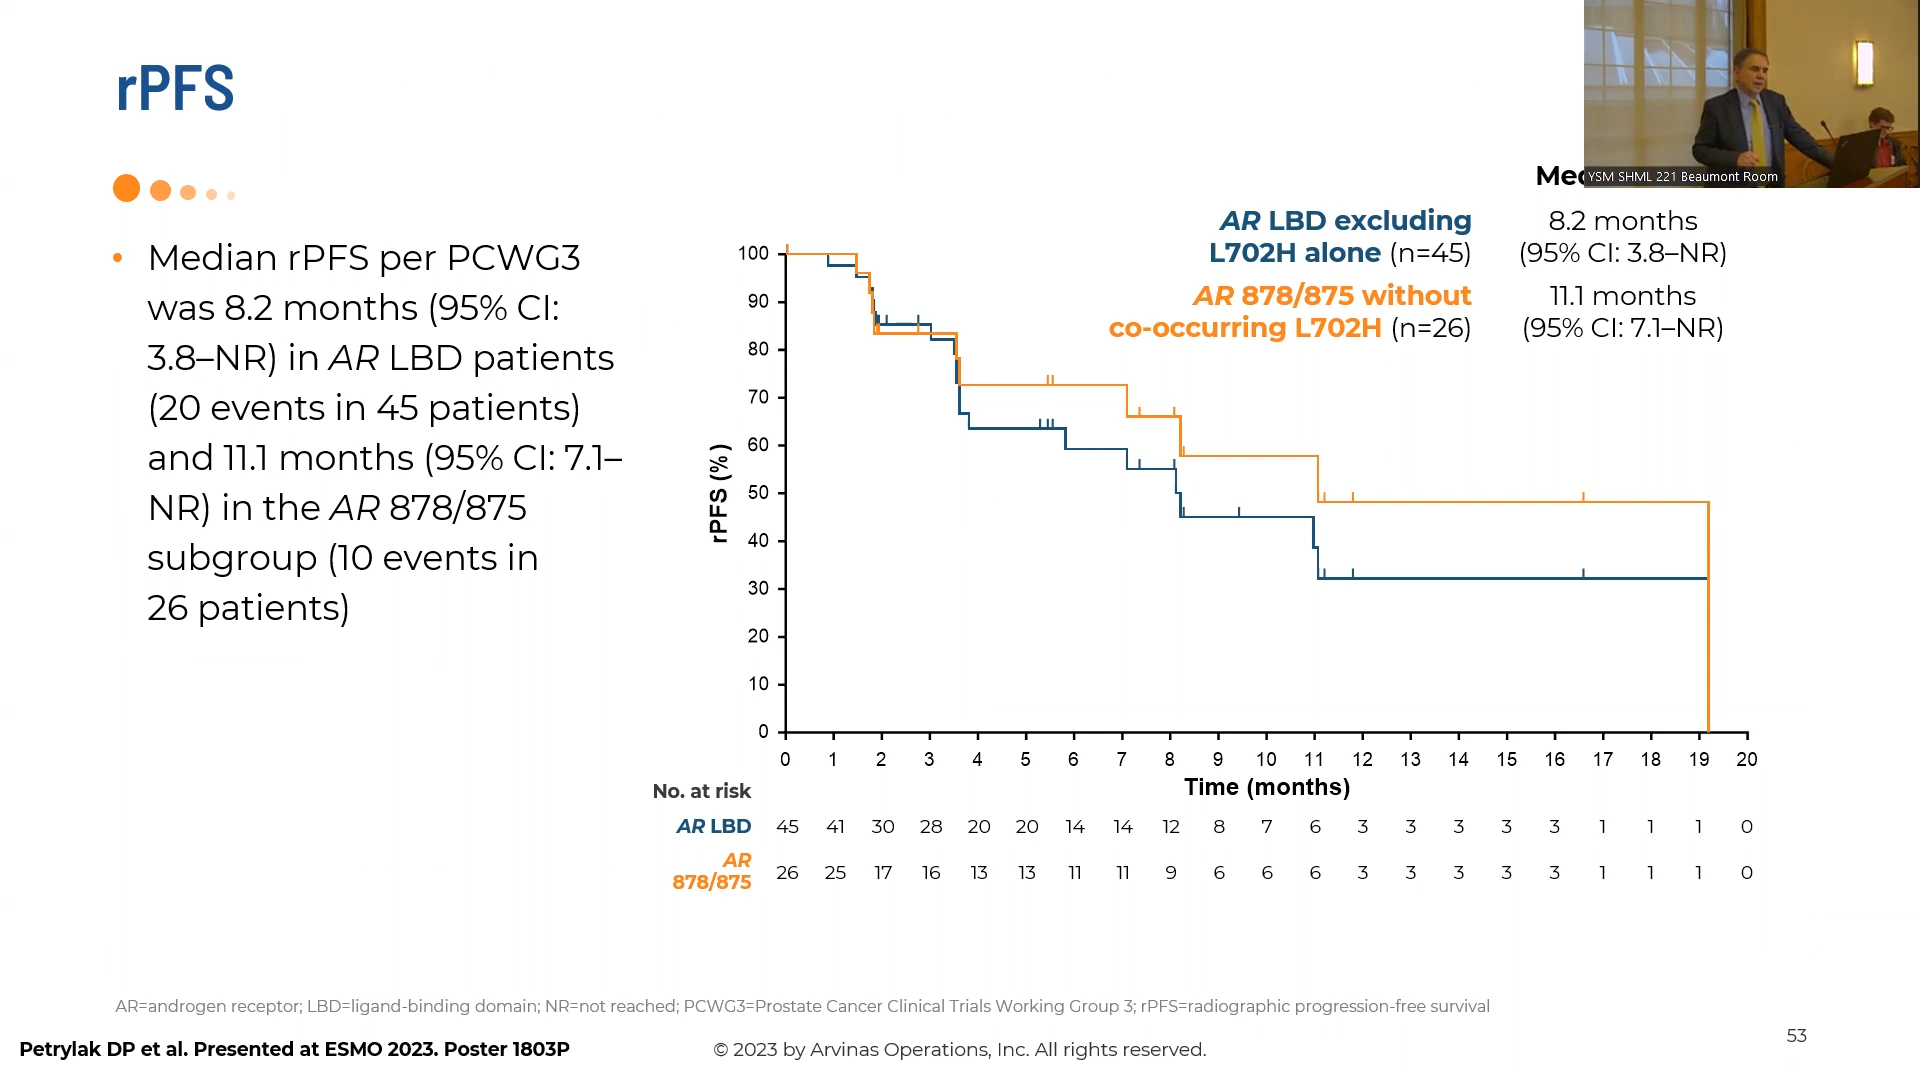 rPFS
YSM SHML 221 Beaumont Room
• Median rPFS per PCWG3
was 8.2 months (95% CI:
3.8–NR) in AR LBD patients
(20 events in 45 patients)
and 11.1 months (95% CI: 7.1–
NR) in the AR 878/875
subgroup (10 events in
26 patients)
AR LBD excluding 8.2 months
L702H alone (n=45) (95% CI: 3.8–NR)
AR 878/875 without 11.1 months
co-occurring L702H (n=26) (95% CI: 7.1–NR)
rPFS (%)
100
90
80
70
60
50
40
30
20
10
0
0 1 2 3 4 5 6 7 8 9 10 11 12 13 14 15 16 17 18 19 20
Time (months)
No. at risk
AR LBD 45 41 30 28 20 20 14 14 12 8 7 6 3 3 3 3 3 1 1 1 0
AR
878/875 26 25 17 16 13 13 11 11 9 6 6 6 3 3 3 3 3 1 1 1 0
AR=androgen receptor; LBD=ligand-binding domain; NR=not reached; PCWG3=Prostate Cancer Clinical Trials Working Group 3; rPFS=radiographic progression-free survival
Petrylak DP et al. Presented at ESMO 2023. Poster 1803P
© 2023 by Arvinas Operations, Inc. All rights reserved.
53